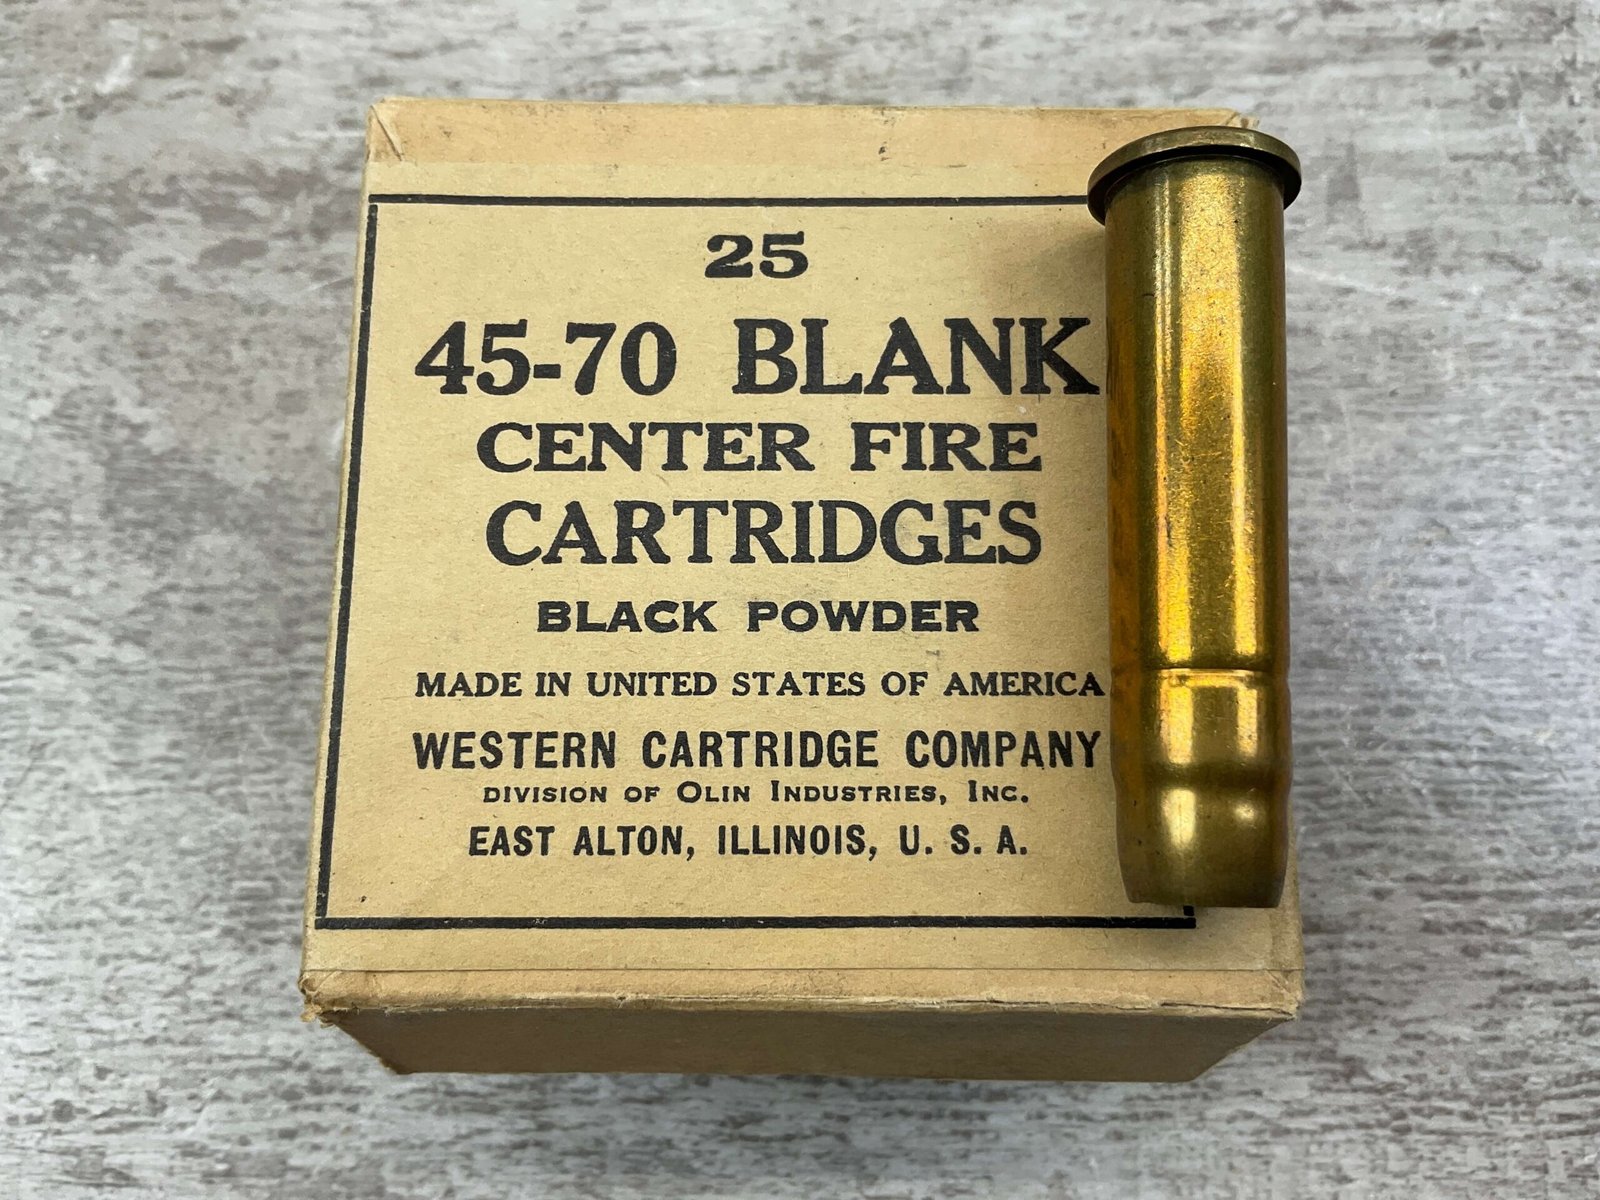 25
45-70 BLANK
CENTER FIRE
CARTRIDGES
BLACK POWDER
MADE IN UNITED STATES OF AMERICA
WESTERN CARTRIDGE COMPANY
DIVISION OF OLIN INDUSTRIES, INC.
EAST ALTON, ILLINOIS, U. S. A.